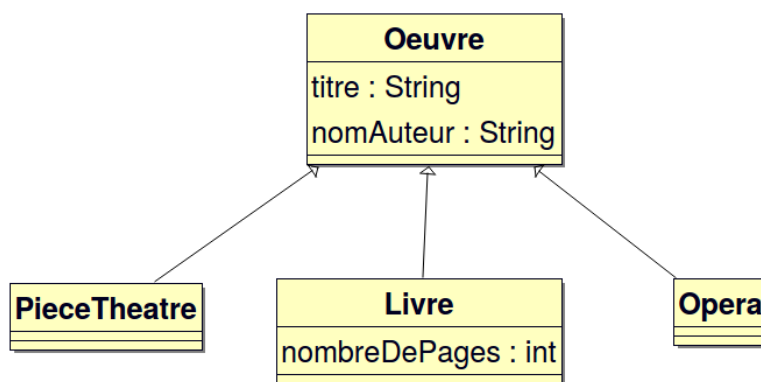 Oeuvre
titre : String
nomAuteur : String
PieceTheatre
Livre
Opera
nombreDePages : int